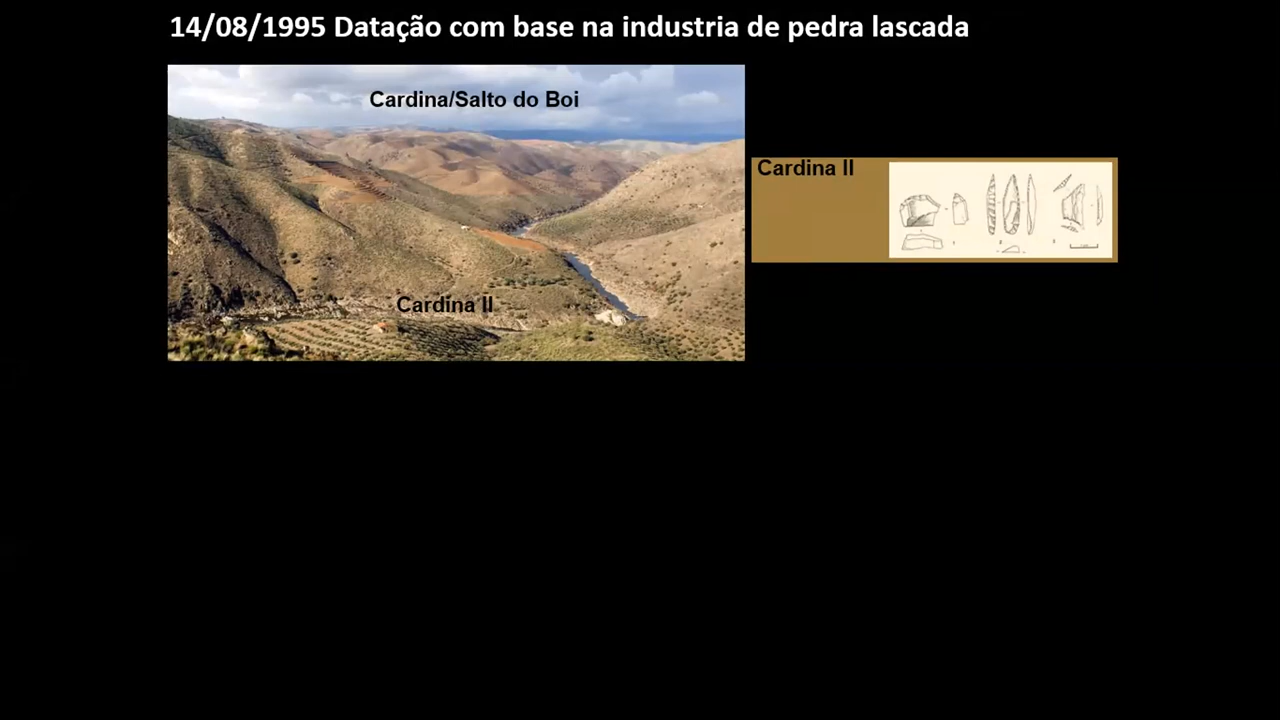 14/08/1995 Datação com base na industria de pedra lascada
Cardina/Salto do Boi
Cardina II
Cardina II